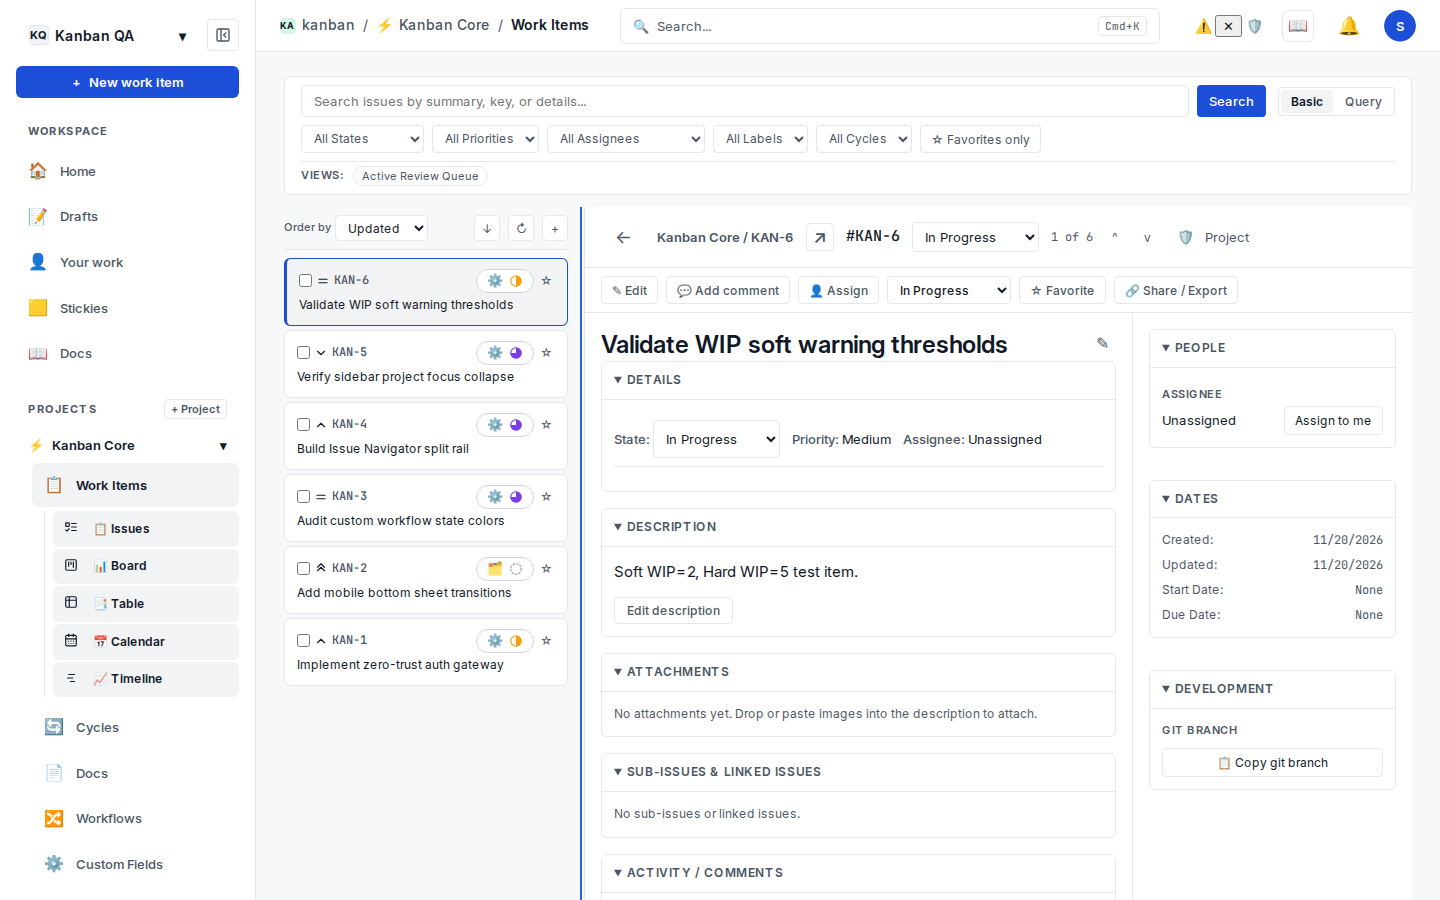 KQ Kanban QA ▾
+ New work item
WORKSPACE
Home
Drafts
Your work
Stickies
Docs
PROJECTS + Project
⚡ Kanban Core ▾
📋 Work Items
📋 Issues
📊 Board
📑 Table
📅 Calendar
📈 Timeline
Cycles
Docs
Workflows
Custom Fields
KA kanban / ⚡ Kanban Core / Work Items
🔍 Search... Cmd+K
⚠️ ✕ 🛡️ 📖 🔔 S
Search issues by summary, key, or details...
Search
Basic Query
All States All Priorities All Assignees All Labels All Cycles ☆ Favorites only
VIEWS: Active Review Queue
Order by Updated ↓ ↻ +
KAN-6 ☆
Validate WIP soft warning thresholds
KAN-5 ☆
Verify sidebar project focus collapse
KAN-4 ☆
Build Issue Navigator split rail
KAN-3 ☆
Audit custom workflow state colors
KAN-2 ☆
Add mobile bottom sheet transitions
KAN-1 ☆
Implement zero-trust auth gateway
← Kanban Core / KAN-6 #KAN-6 In Progress 1 of 6 ^ v 🛡️ Project
✎ Edit 💬 Add comment 👤 Assign In Progress ☆ Favorite 🔗 Share / Export
Validate WIP soft warning thresholds ✎
▾ DETAILS
State: In Progress Priority: Medium Assignee: Unassigned
▾ DESCRIPTION
Soft WIP=2, Hard WIP=5 test item.
Edit description
▾ ATTACHMENTS
No attachments yet. Drop or paste images into the description to attach.
▾ SUB-ISSUES & LINKED ISSUES
No sub-issues or linked issues.
▾ ACTIVITY / COMMENTS
▾ PEOPLE
ASSIGNEE
Unassigned Assign to me
▾ DATES
Created: 11/20/2026
Updated: 11/20/2026
Start Date: None
Due Date: None
▾ DEVELOPMENT
GIT BRANCH
📋 Copy git branch